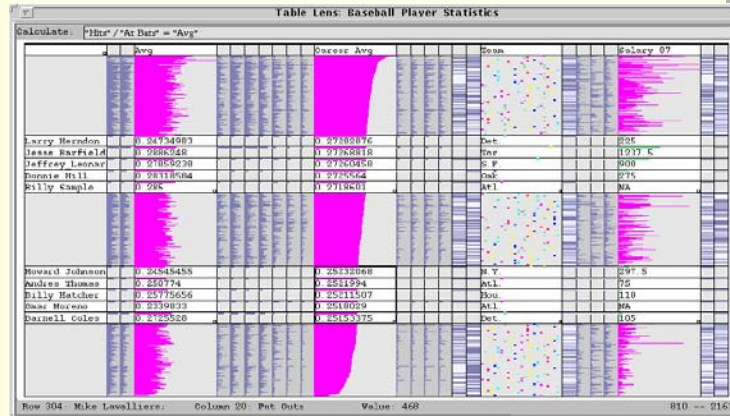 Table Lens: Baseball Player Statistics
Calculate: "Hits" / "At Bats" = "Avg"
Avg Career Avg Team Salary 87
Larry Herndon 0.24734983 0.27282876 Det. 225
Jesse Barfield 0.2886248 0.27268818 Tor 1237.5
Jeffrey Leonar 0.27859238 0.27260458 S.F. 900
Donnie Hill 0.28318584 0.2725564 Oak 275
Billy Sample 0.285 0.2718601 Atl. NA
Howard Johnson 0.24545455 0.25232068 N.Y. 297.5
Andres Thomas 0.250774 0.2521994 Atl. 75
Billy Hatcher 0.25775656 0.25211507 Hou. 110
Omar Moreno 0.2339833 0.2518029 Atl. NA
Darnell Coles 0.2725528 0.25153375 Det. 105
Row 304: Mike Lavalliere; Column 20: Put Outs Value: 468